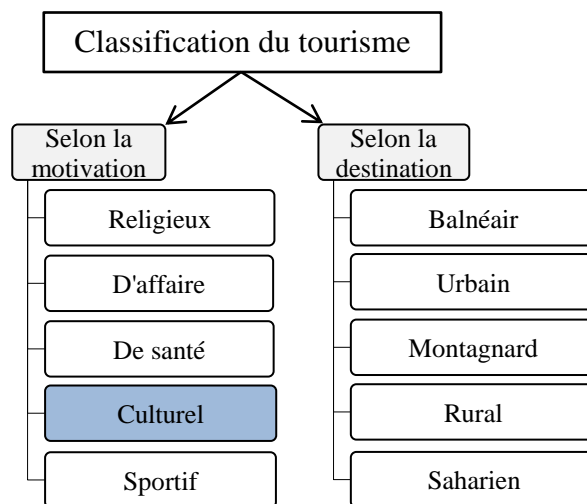 Classification du tourisme
Selon la
motivation
Religieux
D'affaire
De santé
Culturel
Sportif
Selon la
destination
Balnéair
Urbain
Montagnard
Rural
Saharien